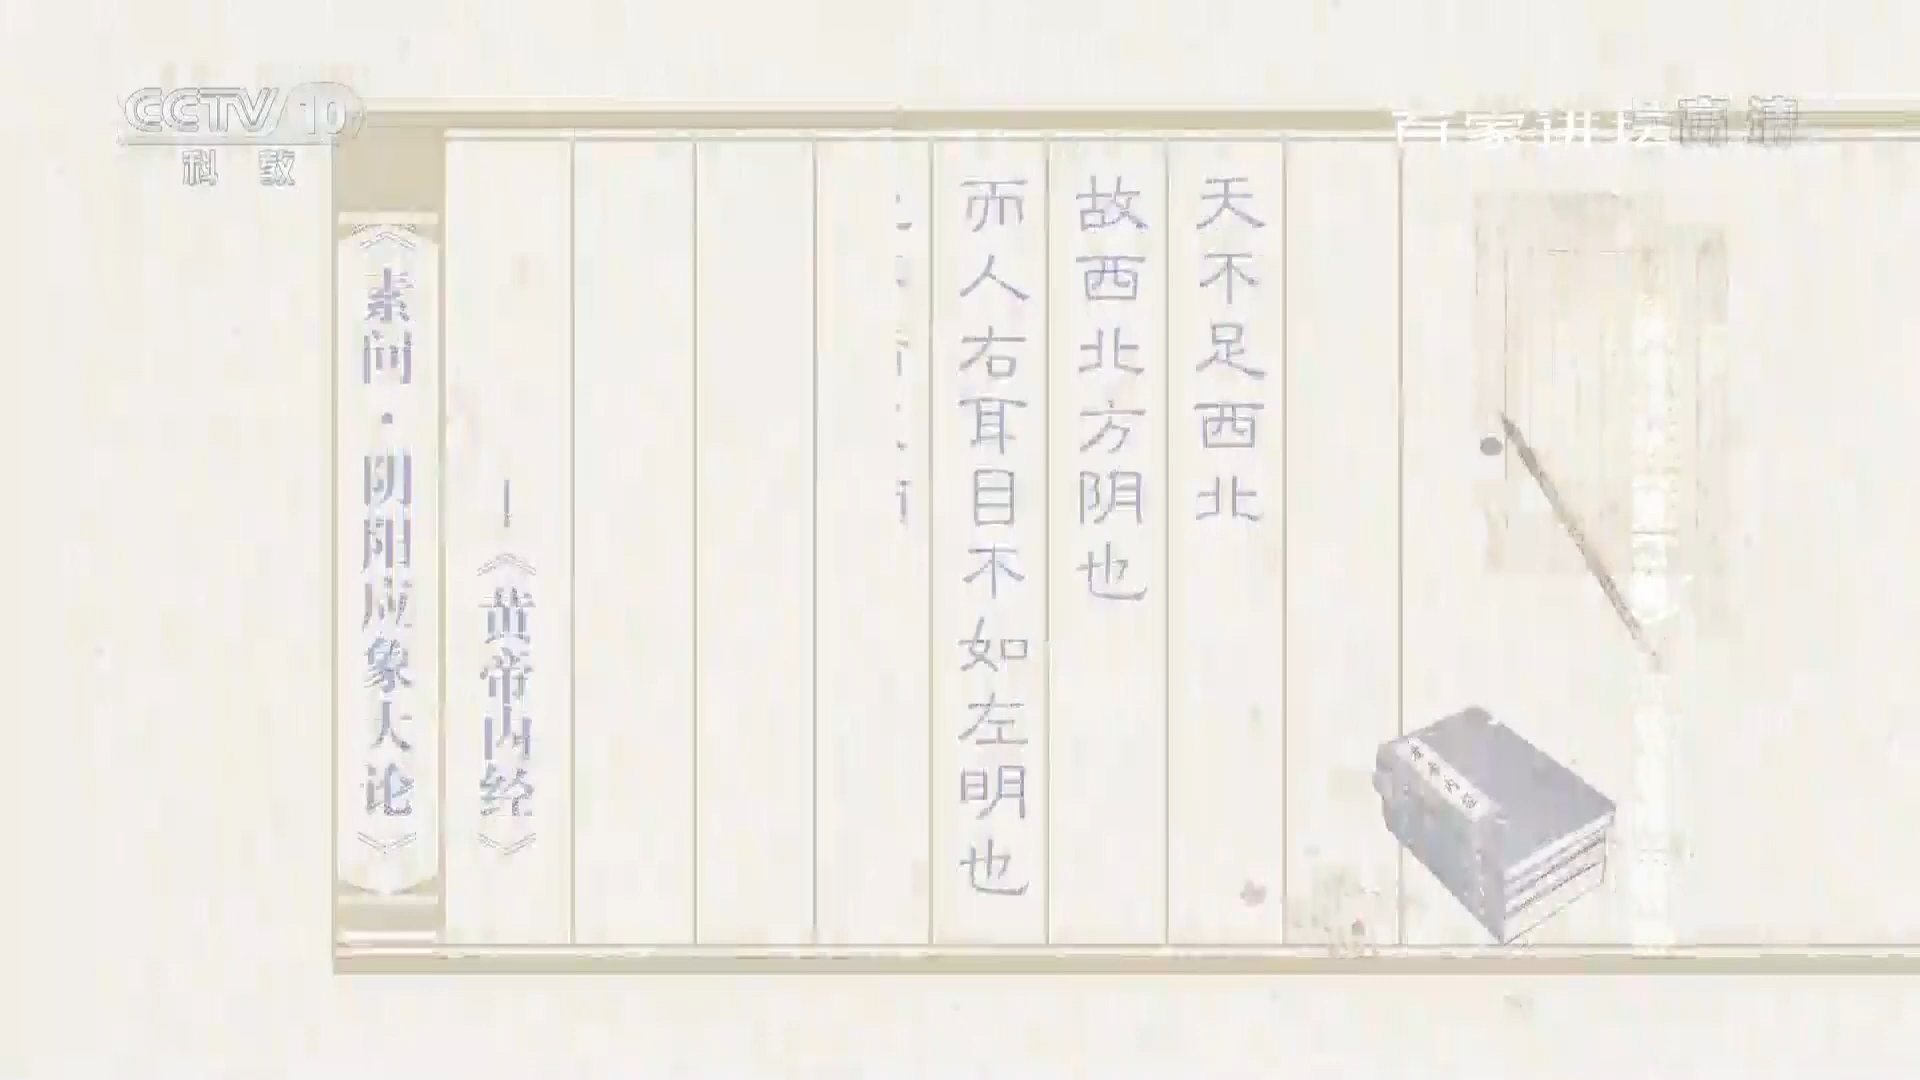 CCTV 10
科教
百家讲坛 高清
天不足西北
故西北方阴也
而人右耳目不如左明也
—《黄帝内经》
《素问·阴阳应象大论》